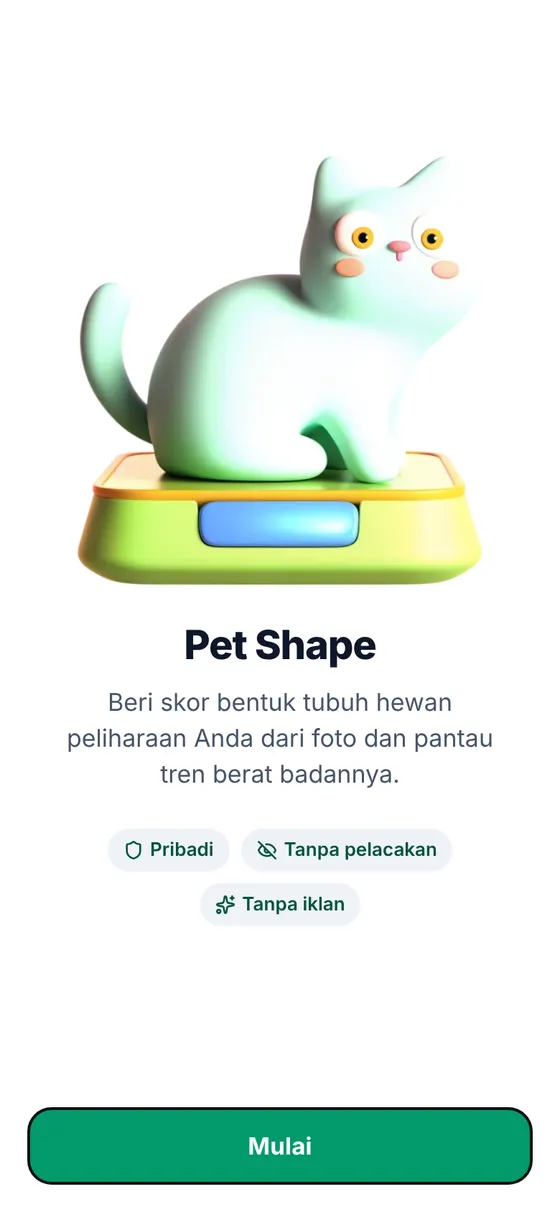 Pet Shape
Beri skor bentuk tubuh hewan
peliharaan Anda dari foto dan pantau
tren berat badannya.
Pribadi
Tanpa pelacakan
Tanpa iklan
Mulai